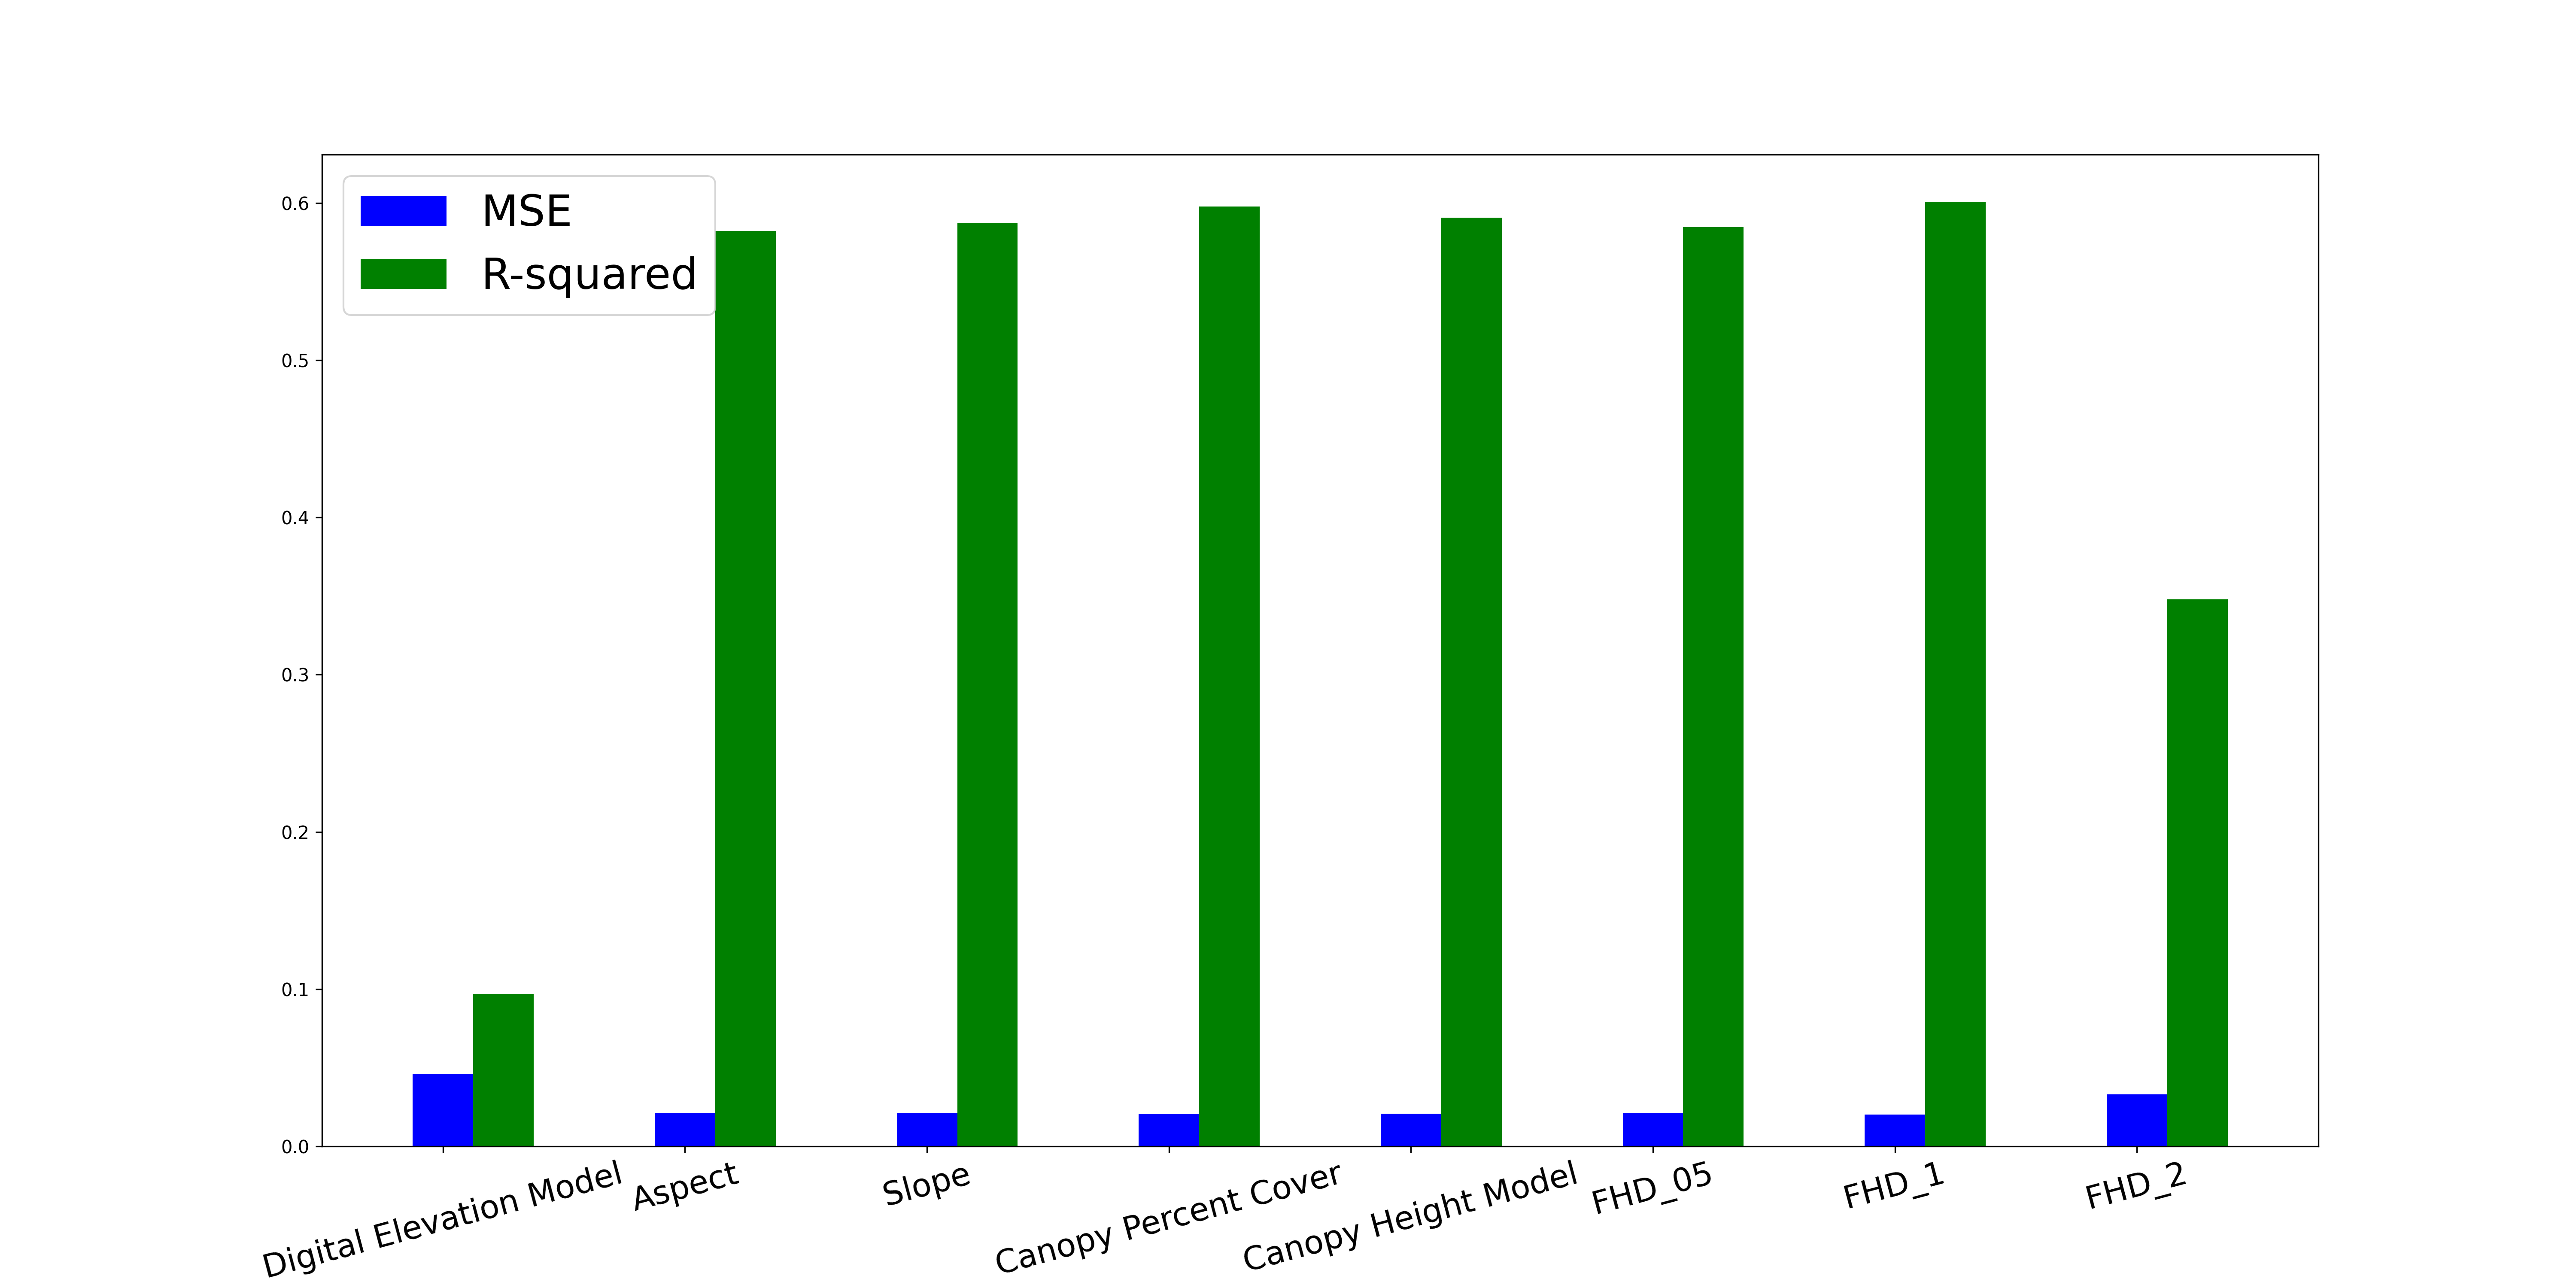 MSE
R-squared
0.6
0.5
0.4
0.3
0.2
0.1
0.0
Digital Elevation Model
Aspect
Slope
Canopy Percent Cover
Canopy Height Model
FHD_05
FHD_1
FHD_2